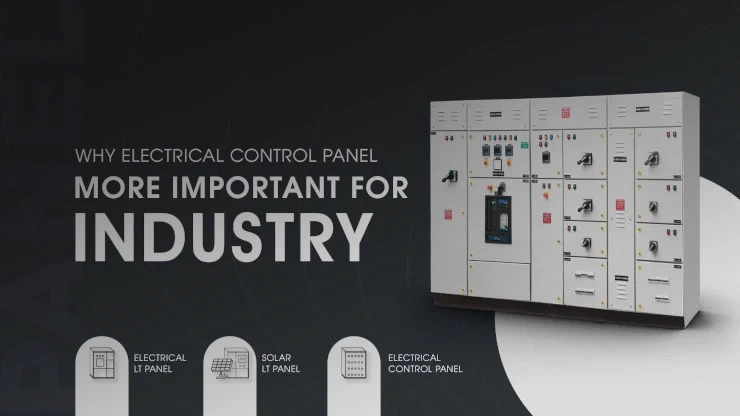 WHY ELECTRICAL CONTROL PANEL
MORE IMPORTANT FOR
INDUSTRY
ELECTRICAL
LT PANEL
SOLAR
LT PANEL
ELECTRICAL
CONTROL PANEL